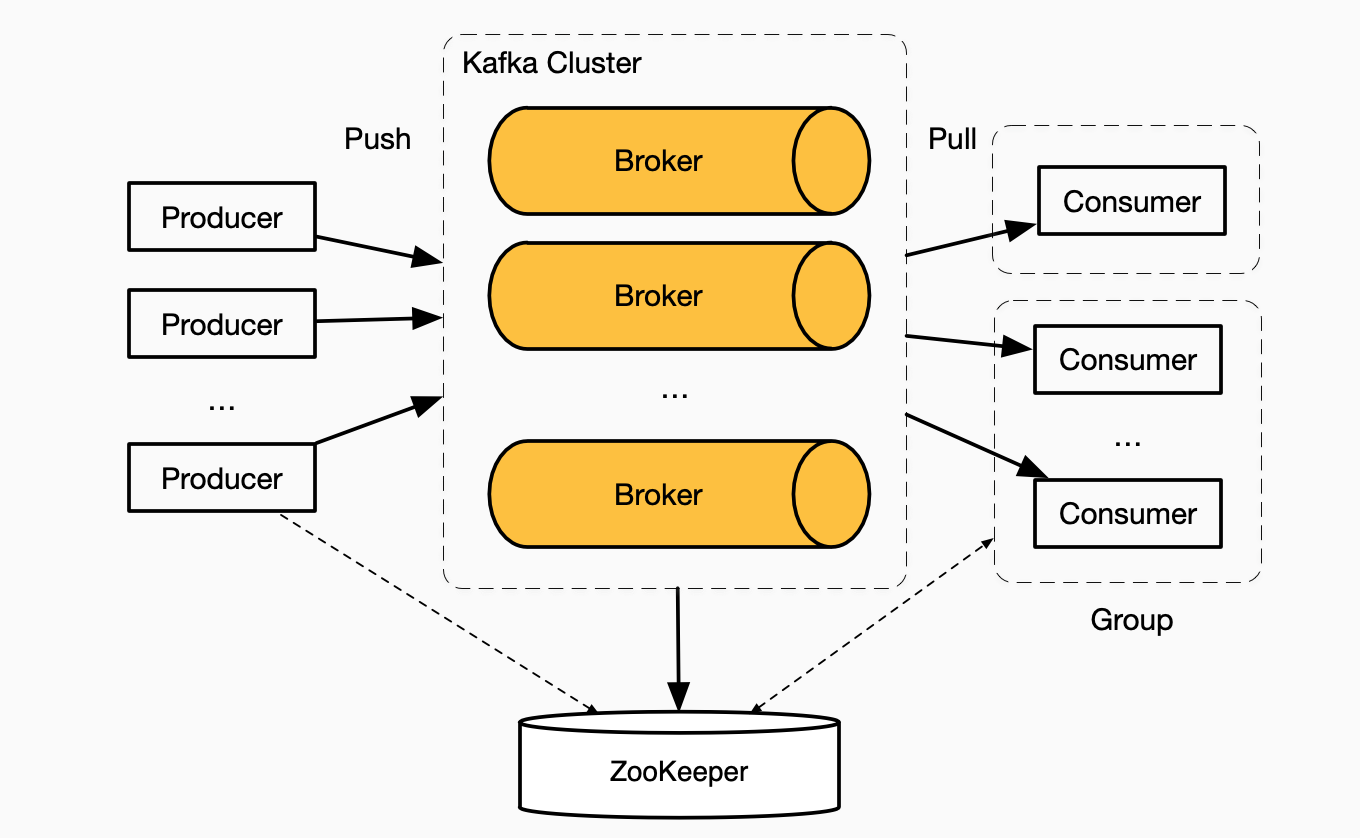 Kafka Cluster
Push
Pull
Producer
Producer
...
Producer
Broker
Broker
...
Broker
Consumer
Consumer
...
Consumer
Group
ZooKeeper